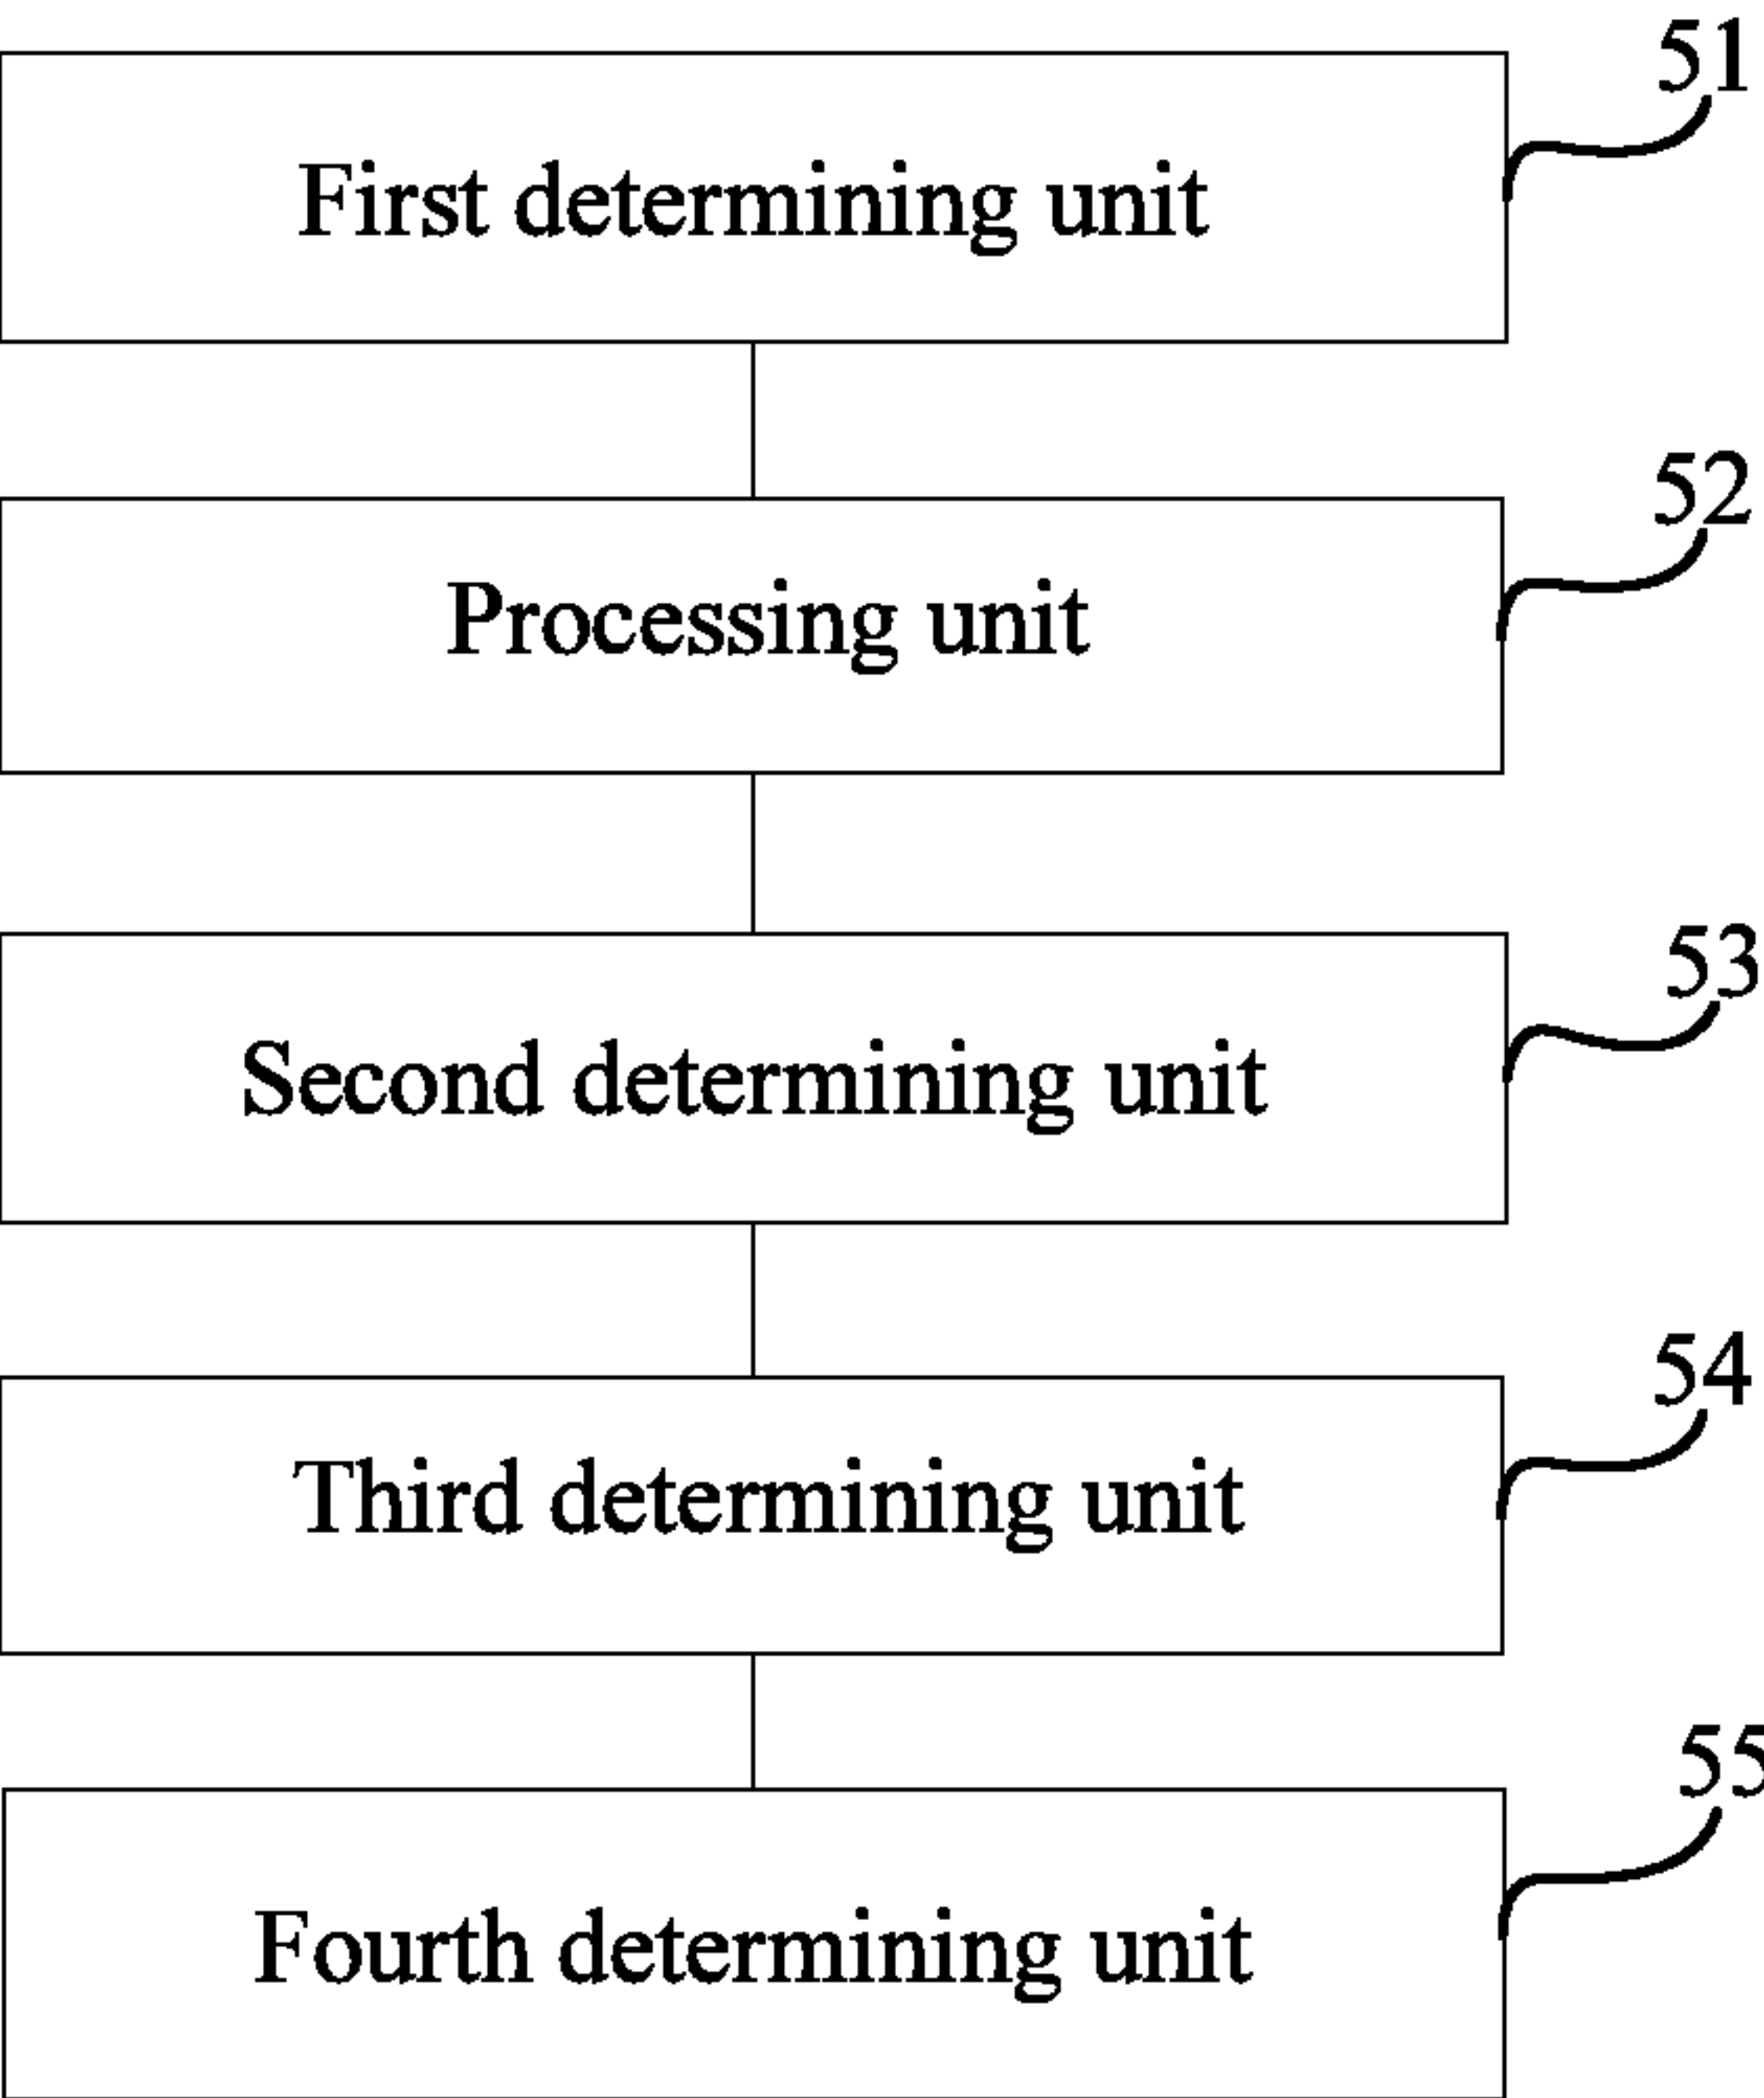 51
First determining unit
52
Processing unit
53
Second determining unit
54
Third determining unit
55
Fourth determining unit